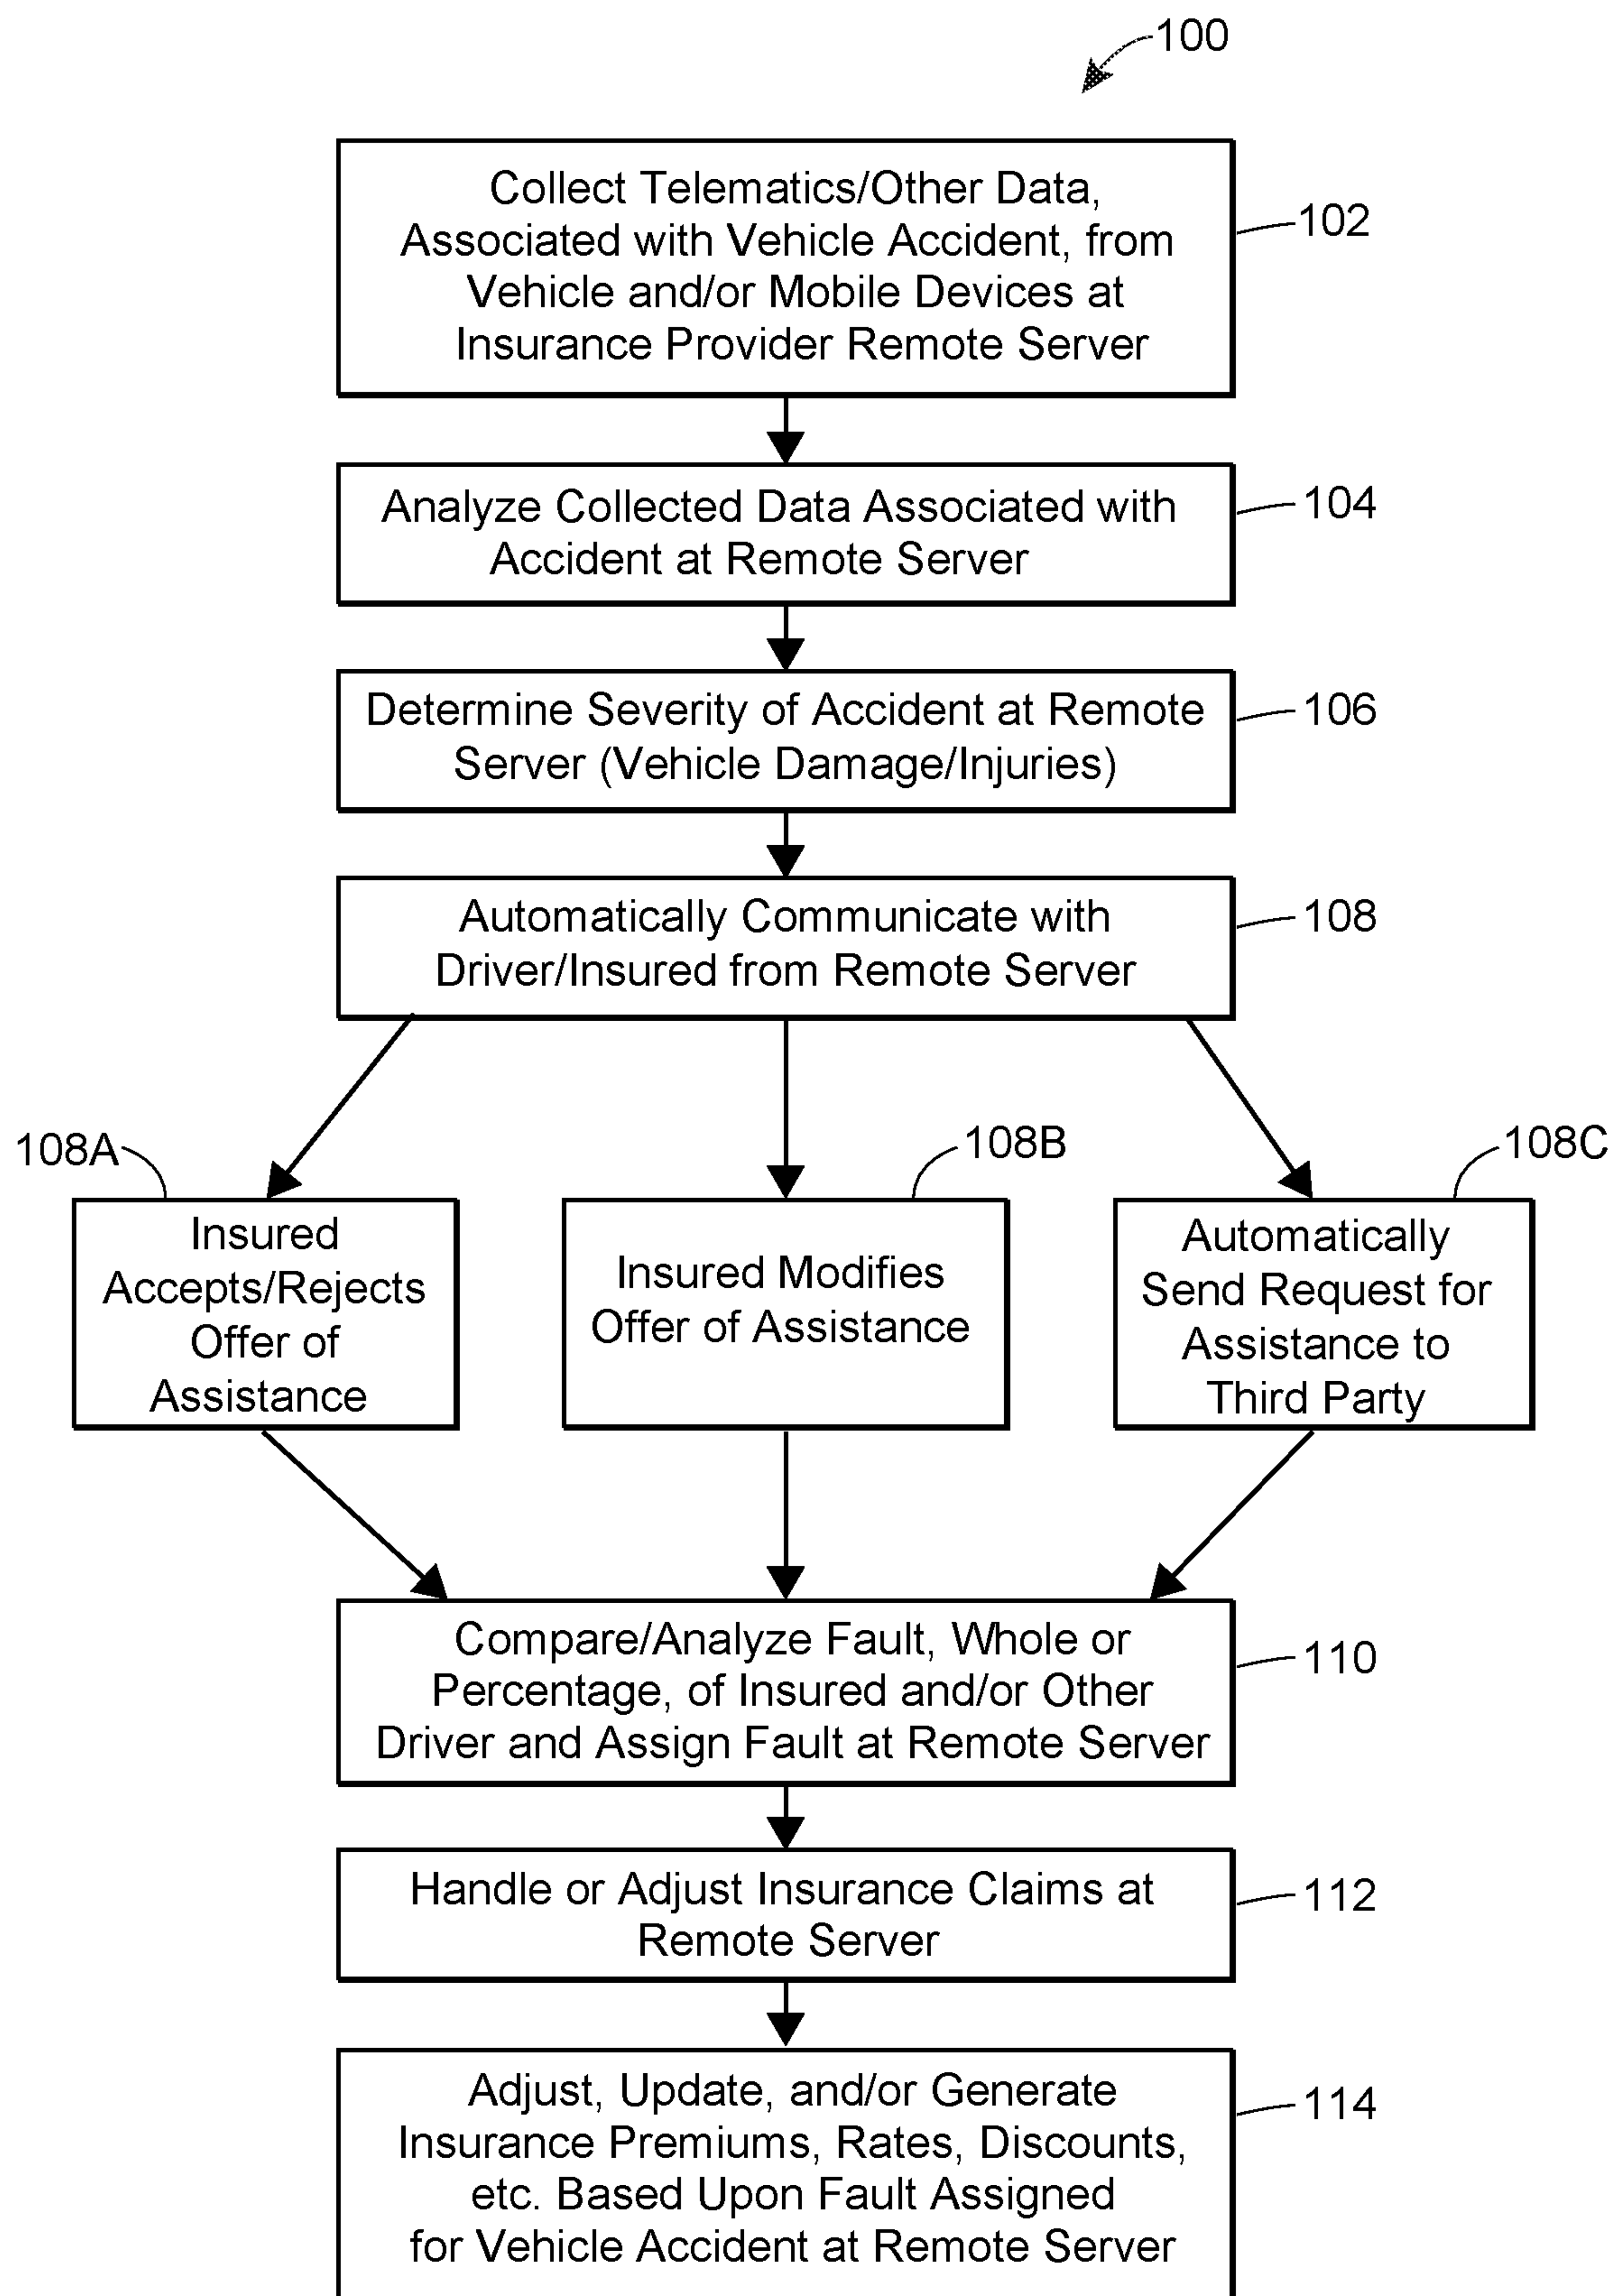 100
Collect Telematics/Other Data,
Associated with Vehicle Accident, from
Vehicle and/or Mobile Devices at
Insurance Provider Remote Server
102
Analyze Collected Data Associated with
Accident at Remote Server
104
Determine Severity of Accident at Remote
Server (Vehicle Damage/Injuries)
106
Automatically Communicate with
Driver/Insured from Remote Server
108
108A
Insured
Accepts/Rejects
Offer of
Assistance
108B
Insured Modifies
Offer of Assistance
108C
Automatically
Send Request for
Assistance to
Third Party
Compare/Analyze Fault, Whole or
Percentage, of Insured and/or Other
Driver and Assign Fault at Remote Server
110
Handle or Adjust Insurance Claims at
Remote Server
112
Adjust, Update, and/or Generate
Insurance Premiums, Rates, Discounts,
etc. Based Upon Fault Assigned
for Vehicle Accident at Remote Server
114